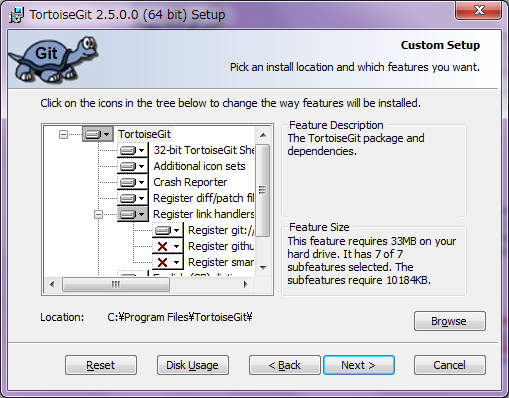 TortoiseGit 2.5.0.0 (64 bit) Setup
Git
Custom Setup
Pick an install location and which features you want.
Click on the icons in the tree below to change the way features will be installed.
TortoiseGit
32-bit TortoiseGit She
Additional icon sets
Crash Reporter
Register diff/patch fil
Register link handlers
Register git:/
Register githu
Register smar
Feature Description
The TortoiseGit package and
dependencies.
Feature Size
This feature requires 33MB on your
hard drive. It has 7 of 7
subfeatures selected. The
subfeatures require 10184KB.
Location: C:¥Program Files¥TortoiseGit¥
Browse
Reset Disk Usage < Back Next > Cancel